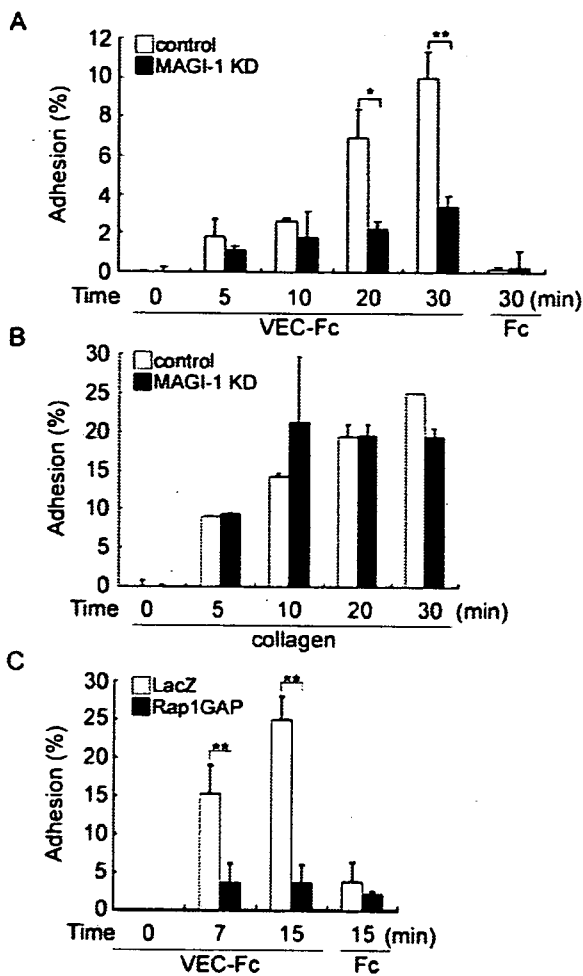 A
control
MAGI-1 KD
*
**
12
10
8
6
4
2
0
Adhesion (%)
Time 0 5 10 20 30 30 (min)
VEC-Fc Fc
B
control
MAGI-1 KD
30
25
20
15
10
5
0
Adhesion (%)
Time 0 5 10 20 30 (min)
collagen
C
LacZ
Rap1GAP
**
**
30
25
20
15
10
5
0
Adhesion (%)
Time 0 7 15 15 (min)
VEC-Fc Fc